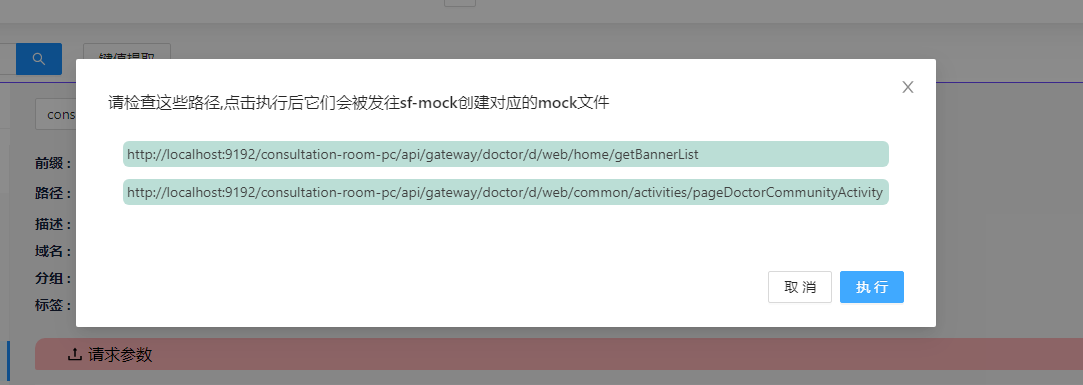 键值提取
请检查这些路径,点击执行后它们会被发往sf-mock创建对应的mock文件
cons
http://localhost:9192/consultation-room-pc/api/gateway/doctor/d/web/home/getBannerList
前缀：
http://localhost:9192/consultation-room-pc/api/gateway/doctor/d/web/common/activities/pageDoctorCommunityActivity
路径：
描述：
域名：
分组：
取 消
执 行
标签：
请求参数